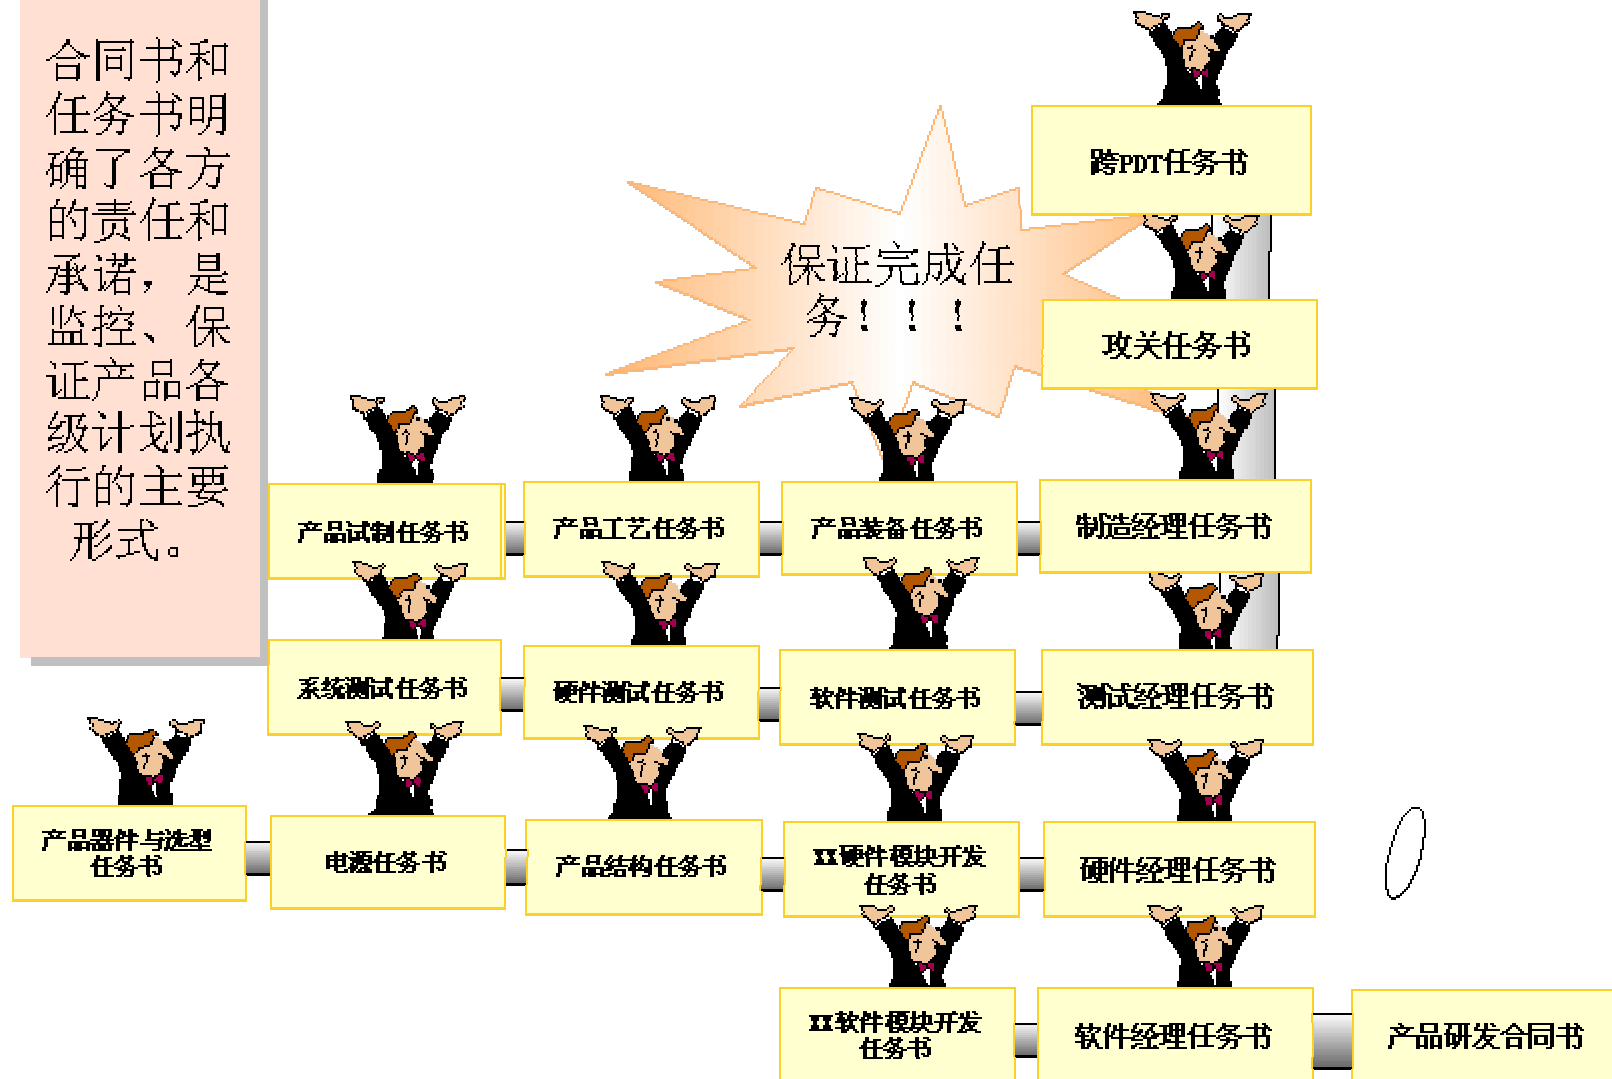 合同书和
任务书明
确了各方
的责任和
承诺，是
监控、保
证产品各
级计划执
行的主要
形式。
跨PDT任务书
保证完成任
务！！！
攻关任务书
产品试制任务书
产品工艺任务书
产品装备任务书
制造经理任务书
系统测试任务书
硬件测试任务书
软件测试任务书
测试经理任务书
产品器件与选型
任务书
电源任务书
产品结构任务书
XX硬件模块开发
任务书
硬件经理任务书
XX软件模块开发
任务书
软件经理任务书
产品研发合同书